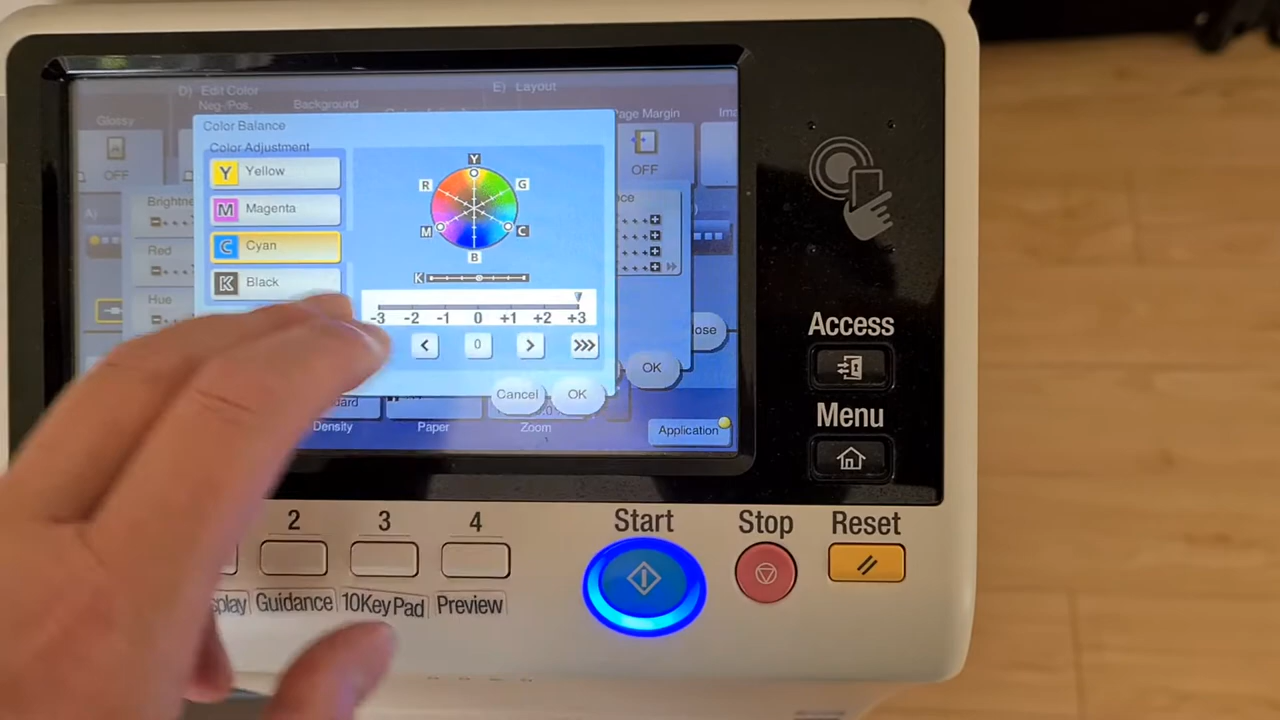 D) Edit Color
E) Layout
Neg-/Pos.
Background
Glossy
OFF
Page Margin
OFF
Color Balance
Color Adjustment
Y Yellow
M Magenta
C Cyan
K Black
Y
R
G
M
C
B
K
-3 -2 -1 0 +1 +2 +3
< 0 > >>>
Cancel
OK
A)
Red
Hue
OK
Density
Paper
Zoom
Application
Access
Menu
2
3
4
Start
Stop
Reset
Guidance
10Key Pad
Preview